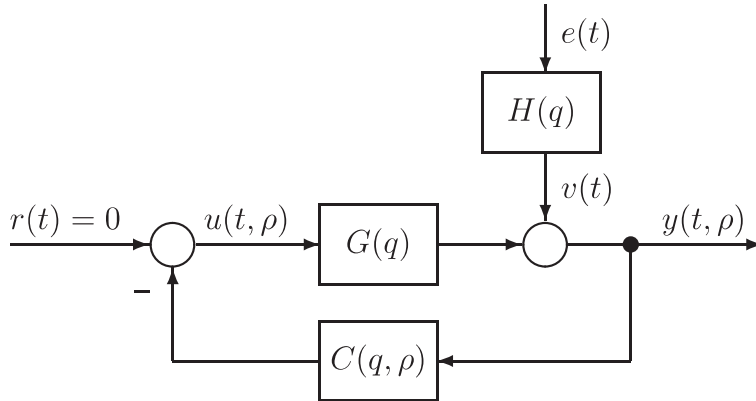 e(t)
H(q)
v(t)
r(t) = 0
u(t, ρ)
G(q)
y(t, ρ)
−
C(q, ρ)